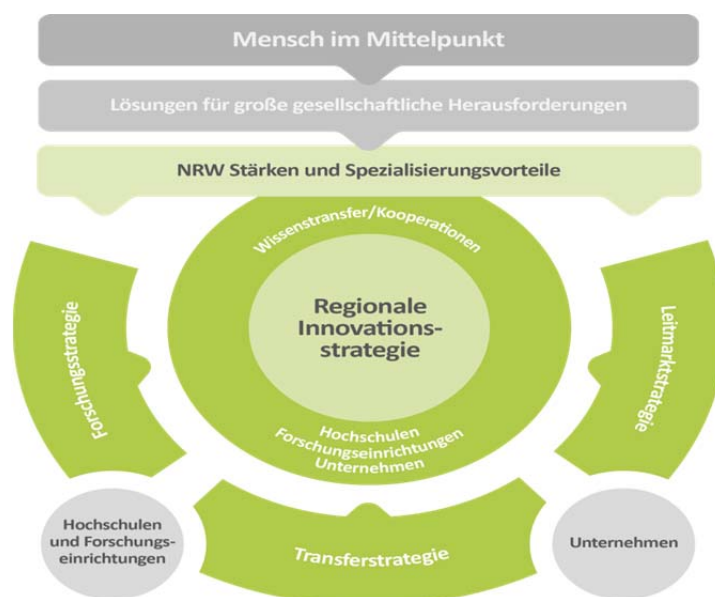 Mensch im Mittelpunkt
Lösungen für große gesellschaftliche Herausforderungen
NRW Stärken und Spezialisierungsvorteile
Wissenstransfer/Kooperationen
Regionale
Innovations-
strategie
Hochschulen
Forschungseinrichtungen
Unternehmen
Forschungsstrategie
Leitmarktstrategie
Hochschulen
und Forschungs-
einrichtungen
Transferstrategie
Unternehmen